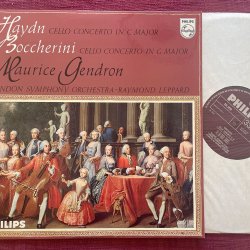 Haydn CELLO CONCERTO IN C MAJOR
Boccherini CELLO CONCERTO IN G MAJOR
Maurice Gendron
LONDON SYMPHONY ORCHESTRA-RAYMOND LEPPARD
PHILIPS
PHILIPS
PHILIPS